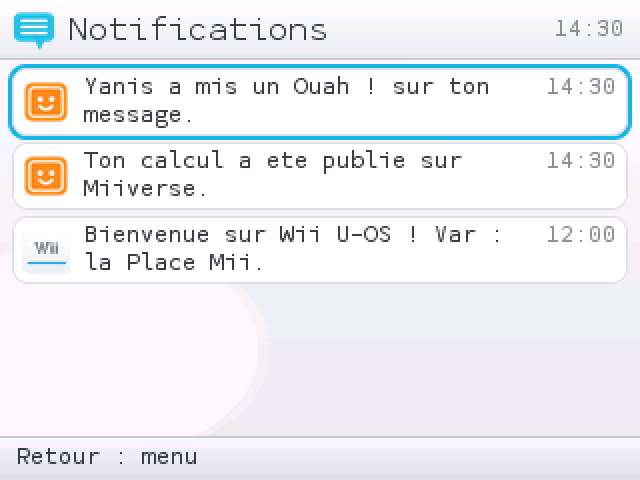 Notifications 14:30
Yanis a mis un Ouah ! sur ton 14:30
message.
Ton calcul a ete publie sur 14:30
Miiverse.
Wii
Bienvenue sur Wii U-OS ! Var : 12:00
la Place Mii.
Retour : menu